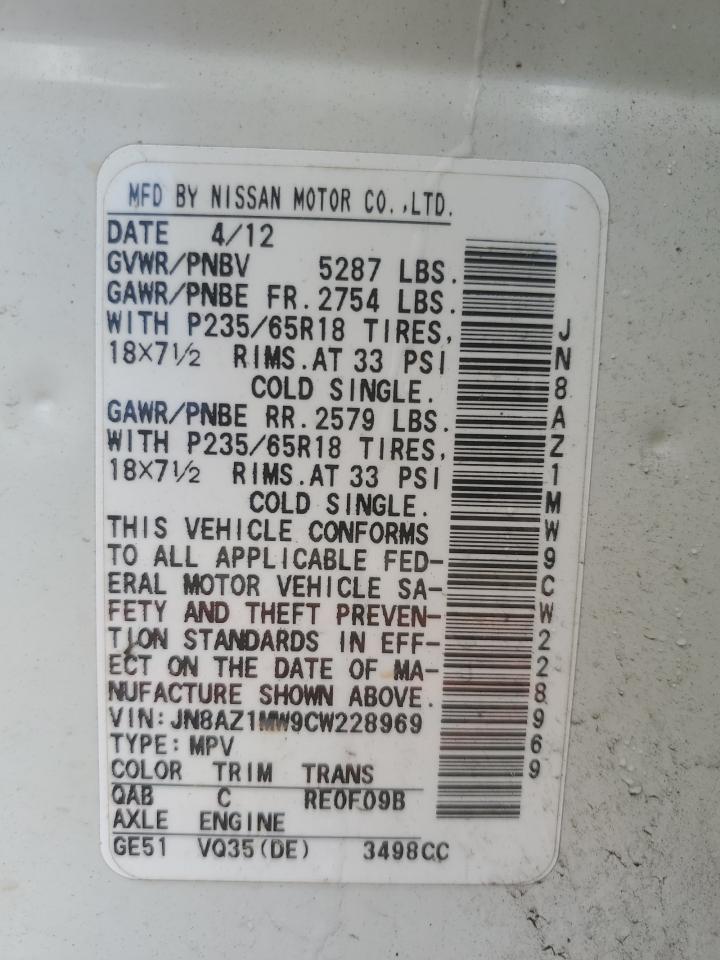 MFD BY NISSAN MOTOR CO.,LTD.
DATE 4/12
GVWR/PNBV 5287 LBS.
GAWR/PNBE FR. 2754 LBS.
WITH P235/65R18 TIRES,
18×7½ RIMS. AT 33 PSI
COLD SINGLE.
GAWR/PNBE RR. 2579 LBS.
WITH P235/65R18 TIRES,
18×7½ RIMS. AT 33 PSI
COLD SINGLE.
THIS VEHICLE CONFORMS
TO ALL APPLICABLE FED-
ERAL MOTOR VEHICLE SA-
FETY AND THEFT PREVEN-
TION STANDARDS IN EFF-
ECT ON THE DATE OF MA-
NUFACTURE SHOWN ABOVE.
VIN: JN8AZ1MW9CW228969
TYPE: MPV
COLOR TRIM TRANS
QAB C RE0F09B
AXLE ENGINE
GE51 VQ35(DE) 3498CC
JN8AZ1MW9CW228969